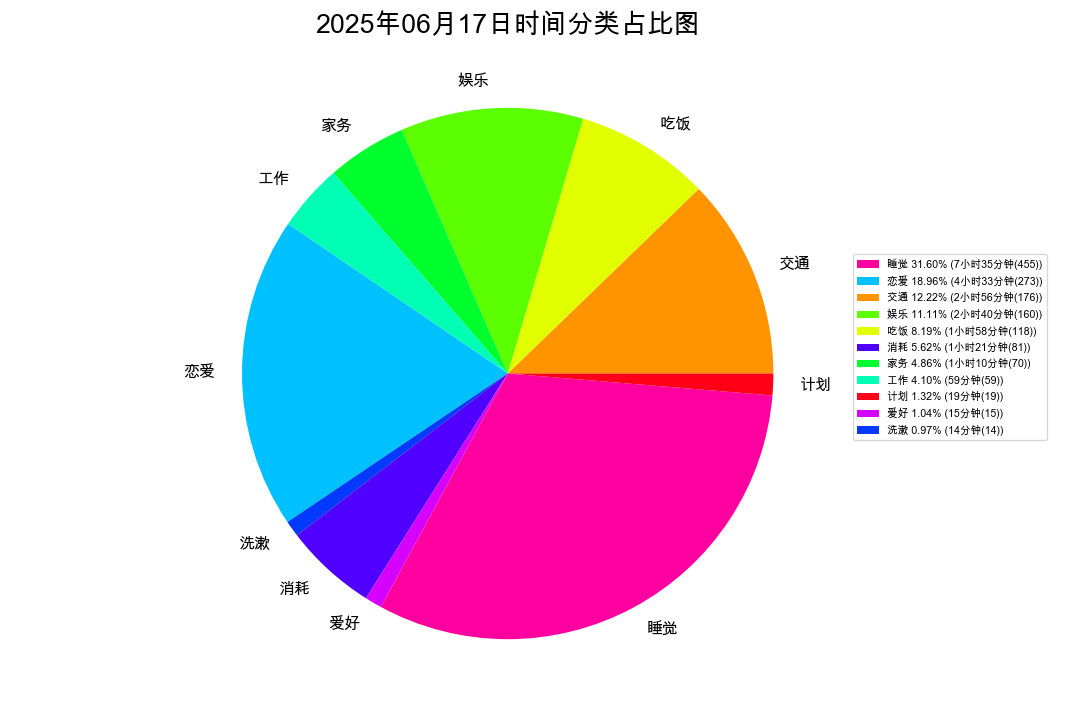 2025年06月17日时间分类占比图
娱乐
吃饭
家务
工作
交通
恋爱
计划
洗漱
消耗
爱好
睡觉
睡觉 31.60% (7小时35分钟(455))
恋爱 18.96% (4小时33分钟(273))
交通 12.22% (2小时56分钟(176))
娱乐 11.11% (2小时40分钟(160))
吃饭 8.19% (1小时58分钟(118))
消耗 5.62% (1小时21分钟(81))
家务 4.86% (1小时10分钟(70))
工作 4.10% (59分钟(59))
计划 1.32% (19分钟(19))
爱好 1.04% (15分钟(15))
洗漱 0.97% (14分钟(14))